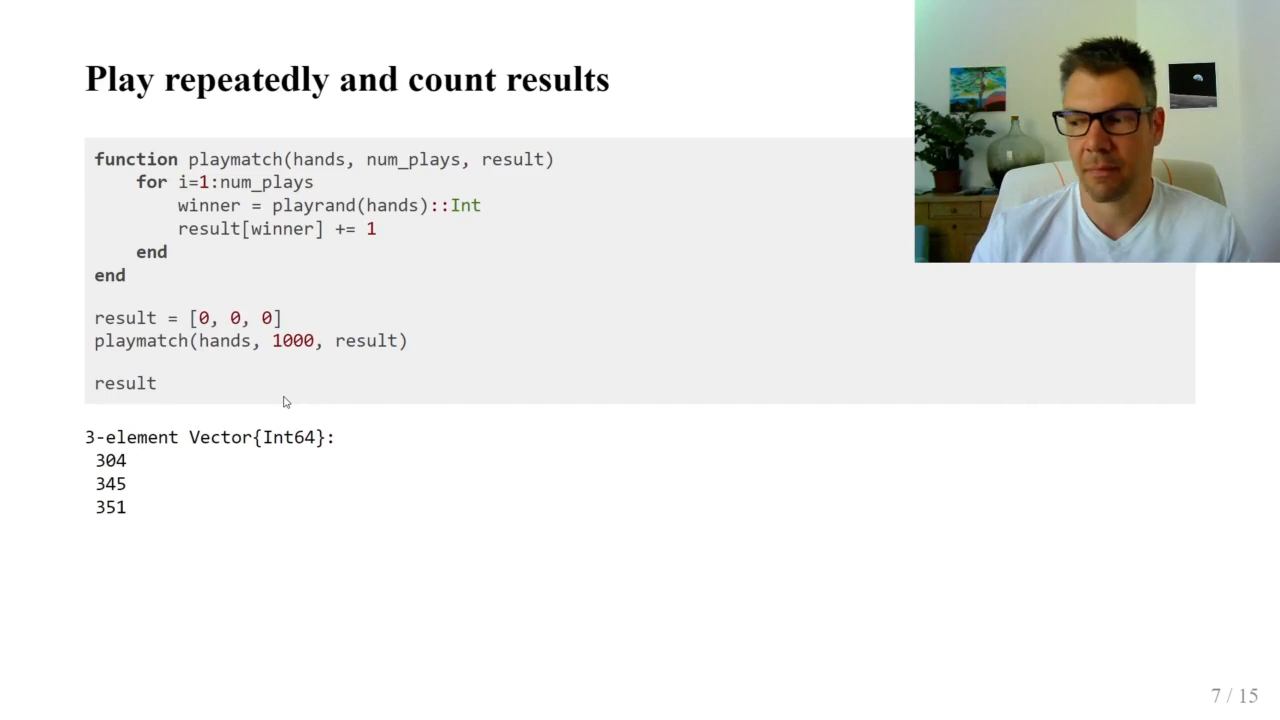 Play repeatedly and count results
function playmatch(hands, num_plays, result)
    for i=1:num_plays
        winner = playrand(hands)::Int
        result[winner] += 1
    end
end
result = [0, 0, 0]
playmatch(hands, 1000, result)
result
3-element Vector{Int64}:
 304
 345
 351
7 / 15